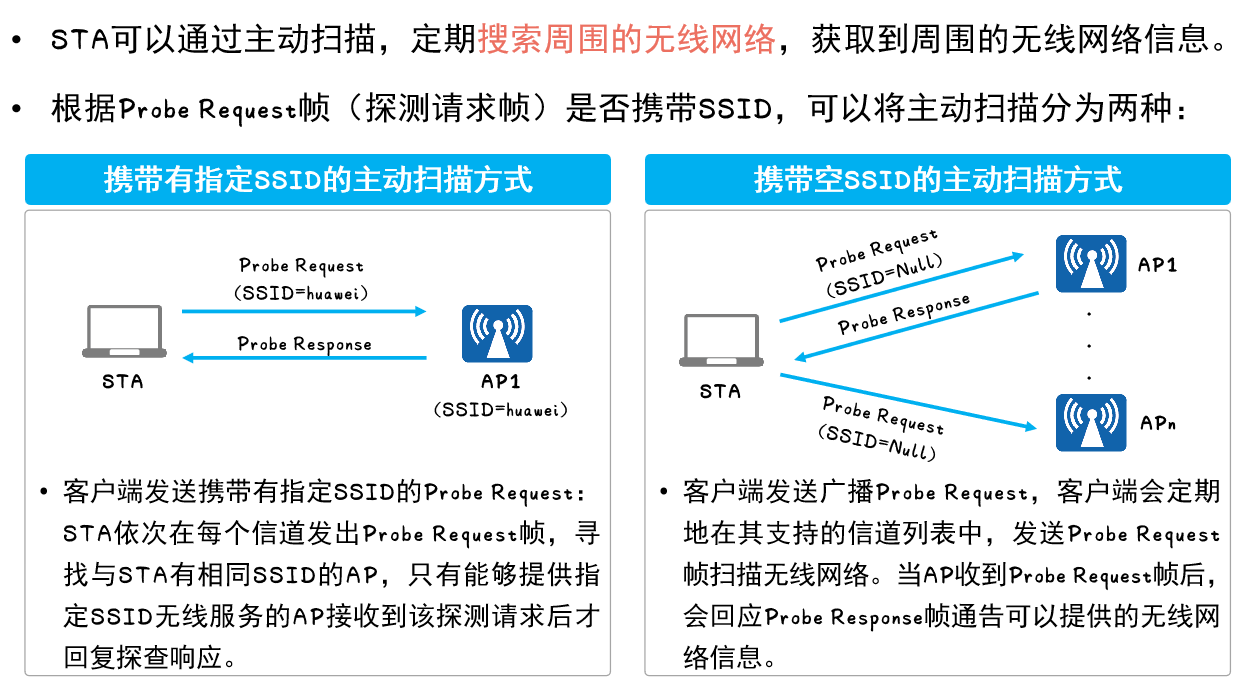 • STA可以通过主动扫描，定期搜索周围的无线网络，获取到周围的无线网络信息。
• 根据Probe Request帧（探测请求帧）是否携带SSID，可以将主动扫描分为两种：
携带有指定SSID的主动扫描方式
Probe Request
（SSID=huawei）
Probe Response
STA
AP1
（SSID=huawei）
• 客户端发送携带有指定SSID的Probe Request：
STA依次在每个信道发出Probe Request帧，寻
找与STA有相同SSID的AP，只有能够提供指
定SSID无线服务的AP接收到该探测请求后才
回复探查响应。
携带空SSID的主动扫描方式
Probe Request
（SSID=Null）
AP1
Probe Response
STA
Probe Request
（SSID=Null）
APn
• 客户端发送广播Probe Request，客户端会定期
地在其支持的信道列表中，发送Probe Request
帧扫描无线网络。当AP收到Probe Request帧后，
会回应Probe Response帧通告可以提供的无线网
络信息。